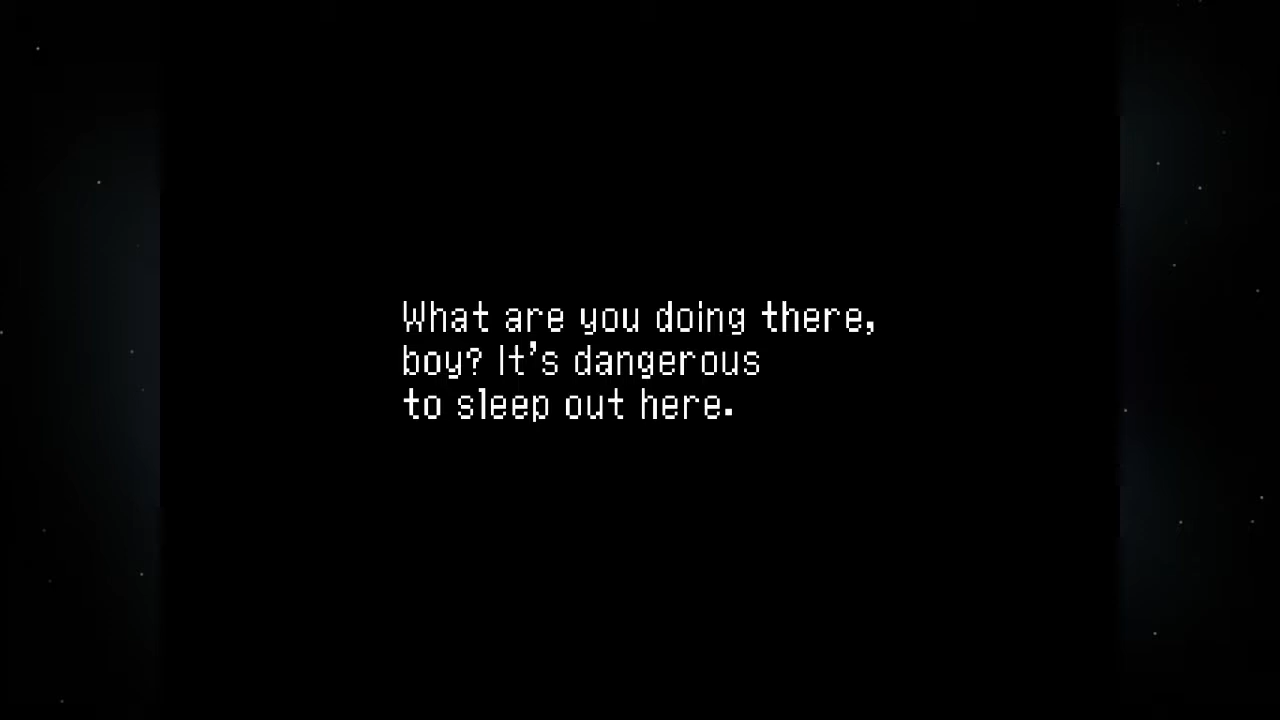 What are you doing there,
boy? It's dangerous
to sleep out here.